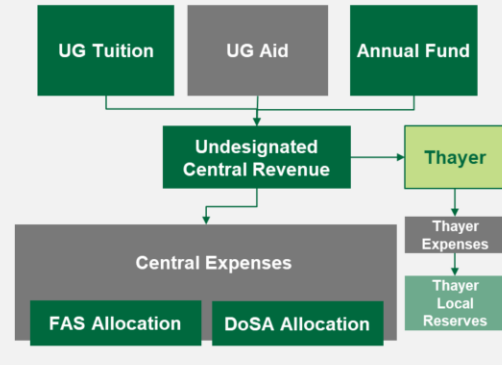 UG Tuition
UG Aid
Annual Fund
Undesignated
Central Revenue
Thayer
Thayer
Expenses
Central Expenses
Thayer
Local
Reserves
FAS Allocation
DoSA Allocation